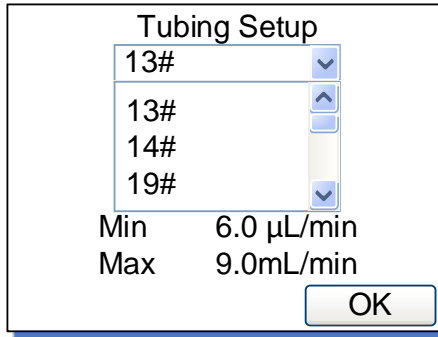 Tubing Setup
13#
13#
14#
19#
Min 6.0 µL/min
Max 9.0mL/min
OK